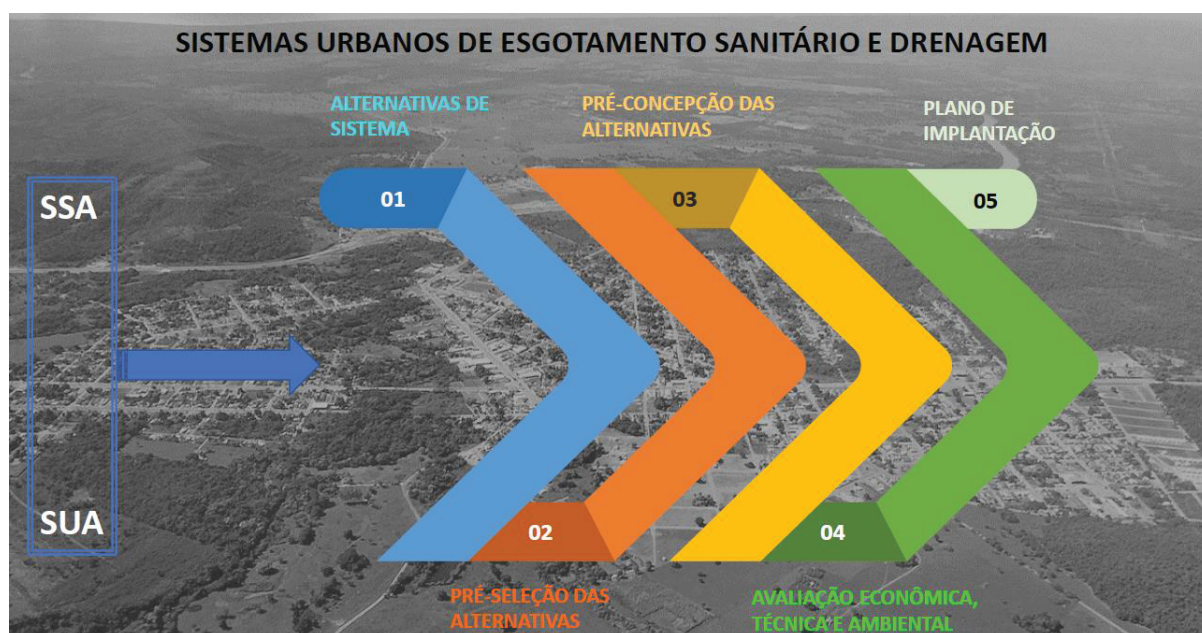 SISTEMAS URBANOS DE ESGOTAMENTO SANITÁRIO E DRENAGEM
ALTERNATIVAS DE
SISTEMA
PRÉ-CONCEPÇÃO DAS
ALTERNATIVAS
PLANO DE
IMPLANTAÇÃO
SSA
01
03
05
SUA
02
04
PRÉ-SELEÇÃO DAS
ALTERNATIVAS
AVALIAÇÃO ECONÔMICA,
TÉCNICA E AMBIENTAL